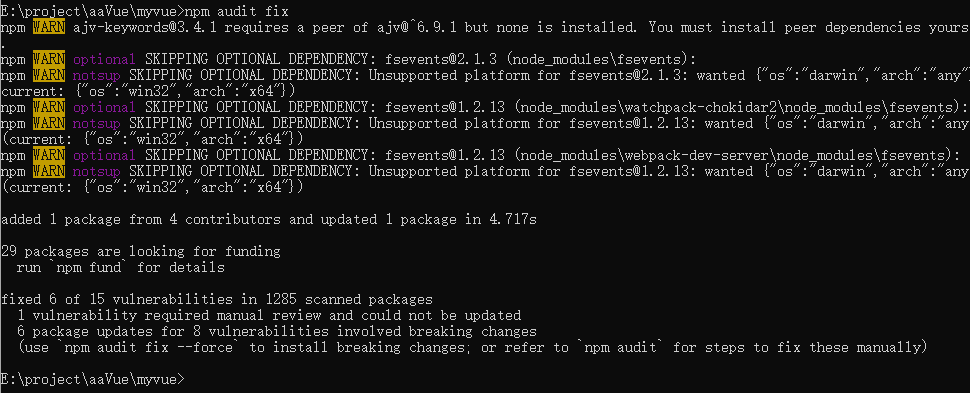 E:\project\aaVue\myvue>npm audit fix
npm WARN ajv-keywords@3.4.1 requires a peer of ajv@^6.9.1 but none is installed. You must install peer dependencies yours
.
npm WARN optional SKIPPING OPTIONAL DEPENDENCY: fsevents@2.1.3 (node_modules\fsevents):
npm WARN notsup SKIPPING OPTIONAL DEPENDENCY: Unsupported platform for fsevents@2.1.3: wanted {"os":"darwin","arch":"any"}
current: {"os":"win32","arch":"x64"})
npm WARN optional SKIPPING OPTIONAL DEPENDENCY: fsevents@1.2.13 (node_modules\watchpack-chokidar2\node_modules\fsevents):
npm WARN notsup SKIPPING OPTIONAL DEPENDENCY: Unsupported platform for fsevents@1.2.13: wanted {"os":"darwin","arch":"any
(current: {"os":"win32","arch":"x64"})
npm WARN optional SKIPPING OPTIONAL DEPENDENCY: fsevents@1.2.13 (node_modules\webpack-dev-server\node_modules\fsevents):
npm WARN notsup SKIPPING OPTIONAL DEPENDENCY: Unsupported platform for fsevents@1.2.13: wanted {"os":"darwin","arch":"any
(current: {"os":"win32","arch":"x64"})
added 1 package from 4 contributors and updated 1 package in 4.717s
29 packages are looking for funding
run `npm fund` for details
fixed 6 of 15 vulnerabilities in 1285 scanned packages
1 vulnerability required manual review and could not be updated
6 package updates for 8 vulnerabilities involved breaking changes
(use `npm audit fix --force` to install breaking changes; or refer to `npm audit` for steps to fix these manually)
E:\project\aaVue\myvue>